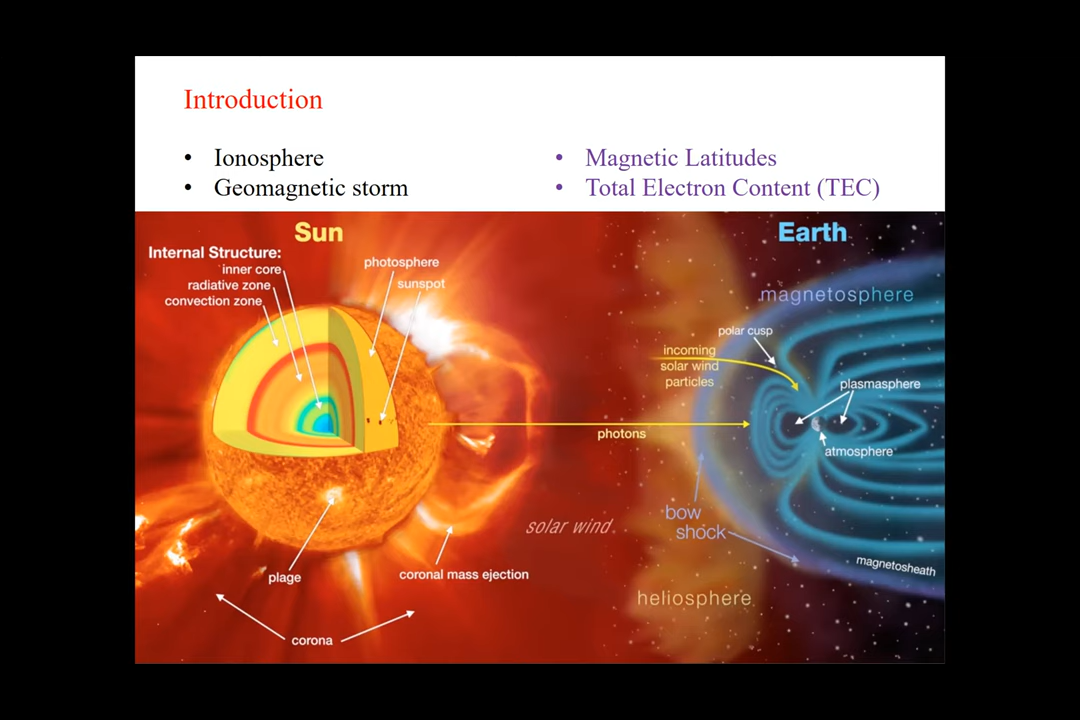 Introduction
• Ionosphere
• Geomagnetic storm
• Magnetic Latitudes
• Total Electron Content (TEC)
Sun
Internal Structure:
inner core
radiative zone
convection zone
photosphere
sunspot
plage
corona
coronal mass ejection
solar wind
photons
Earth
magnetosphere
polar cusp
incoming
solar wind
particles
plasmasphere
atmosphere
bow
shock
magnetosheath
heliosphere